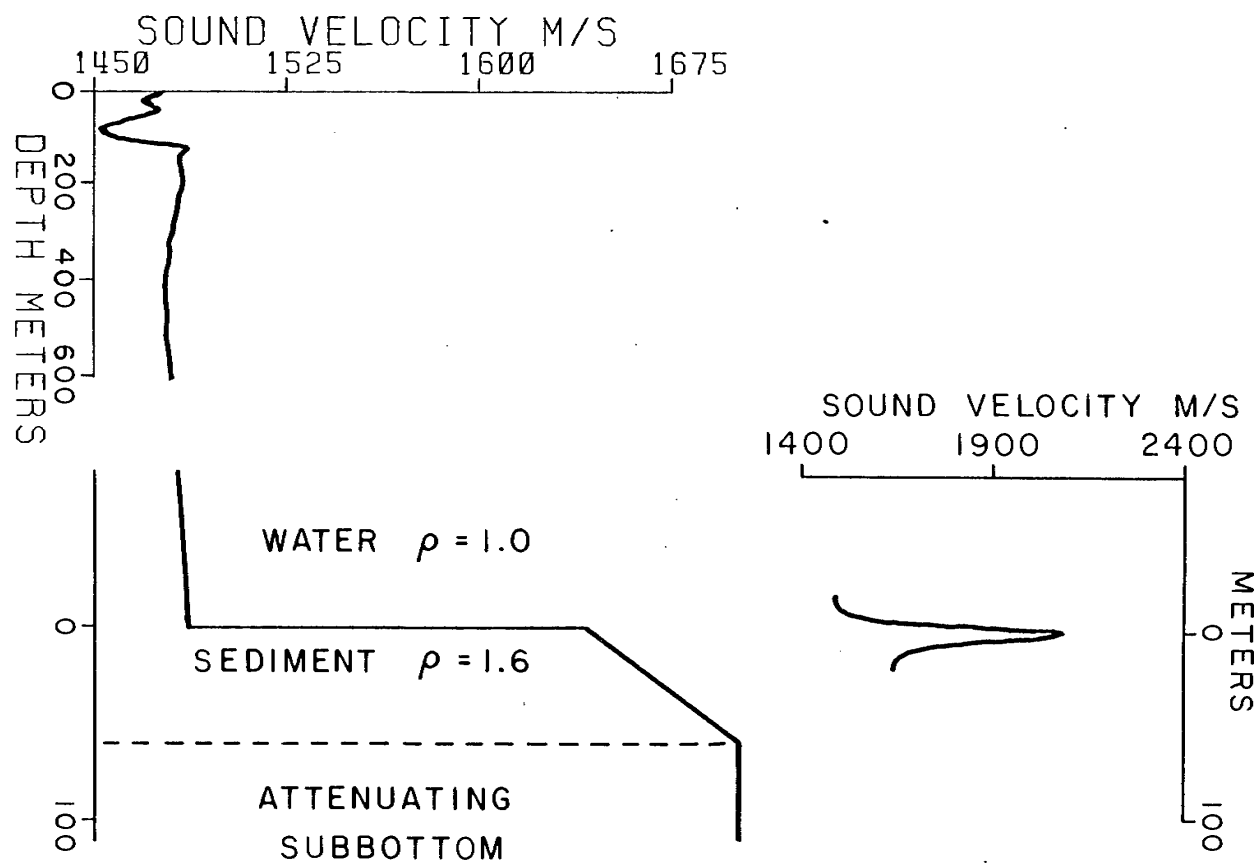 SOUND VELOCITY M/S
1450 1525 1600 1675
0
200
400
600
DEPTH METERS
WATER ρ = 1.0
0
SEDIMENT ρ = 1.6
ATTENUATING
SUBBOTTOM
100
SOUND VELOCITY M/S
1400 1900 2400
0
100
METERS